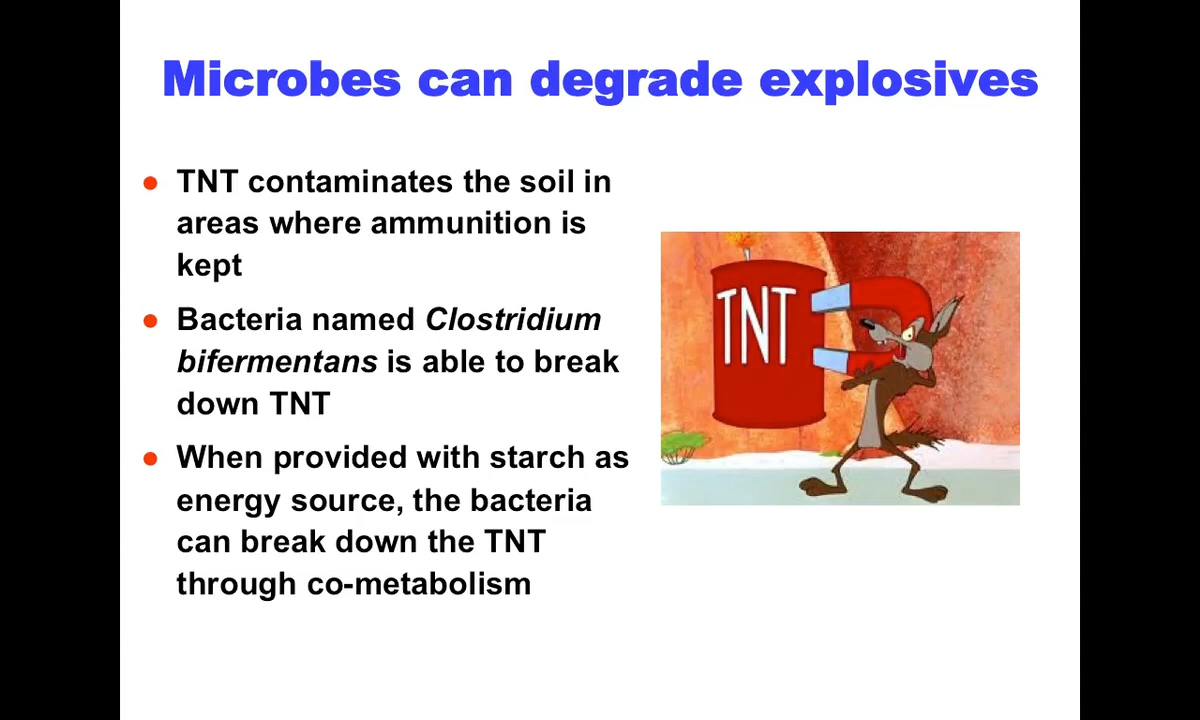 Microbes can degrade explosives
• TNT contaminates the soil in
areas where ammunition is
kept
• Bacteria named Clostridium
bifermentans is able to break
down TNT
• When provided with starch as
energy source, the bacteria
can break down the TNT
through co-metabolism
TNT